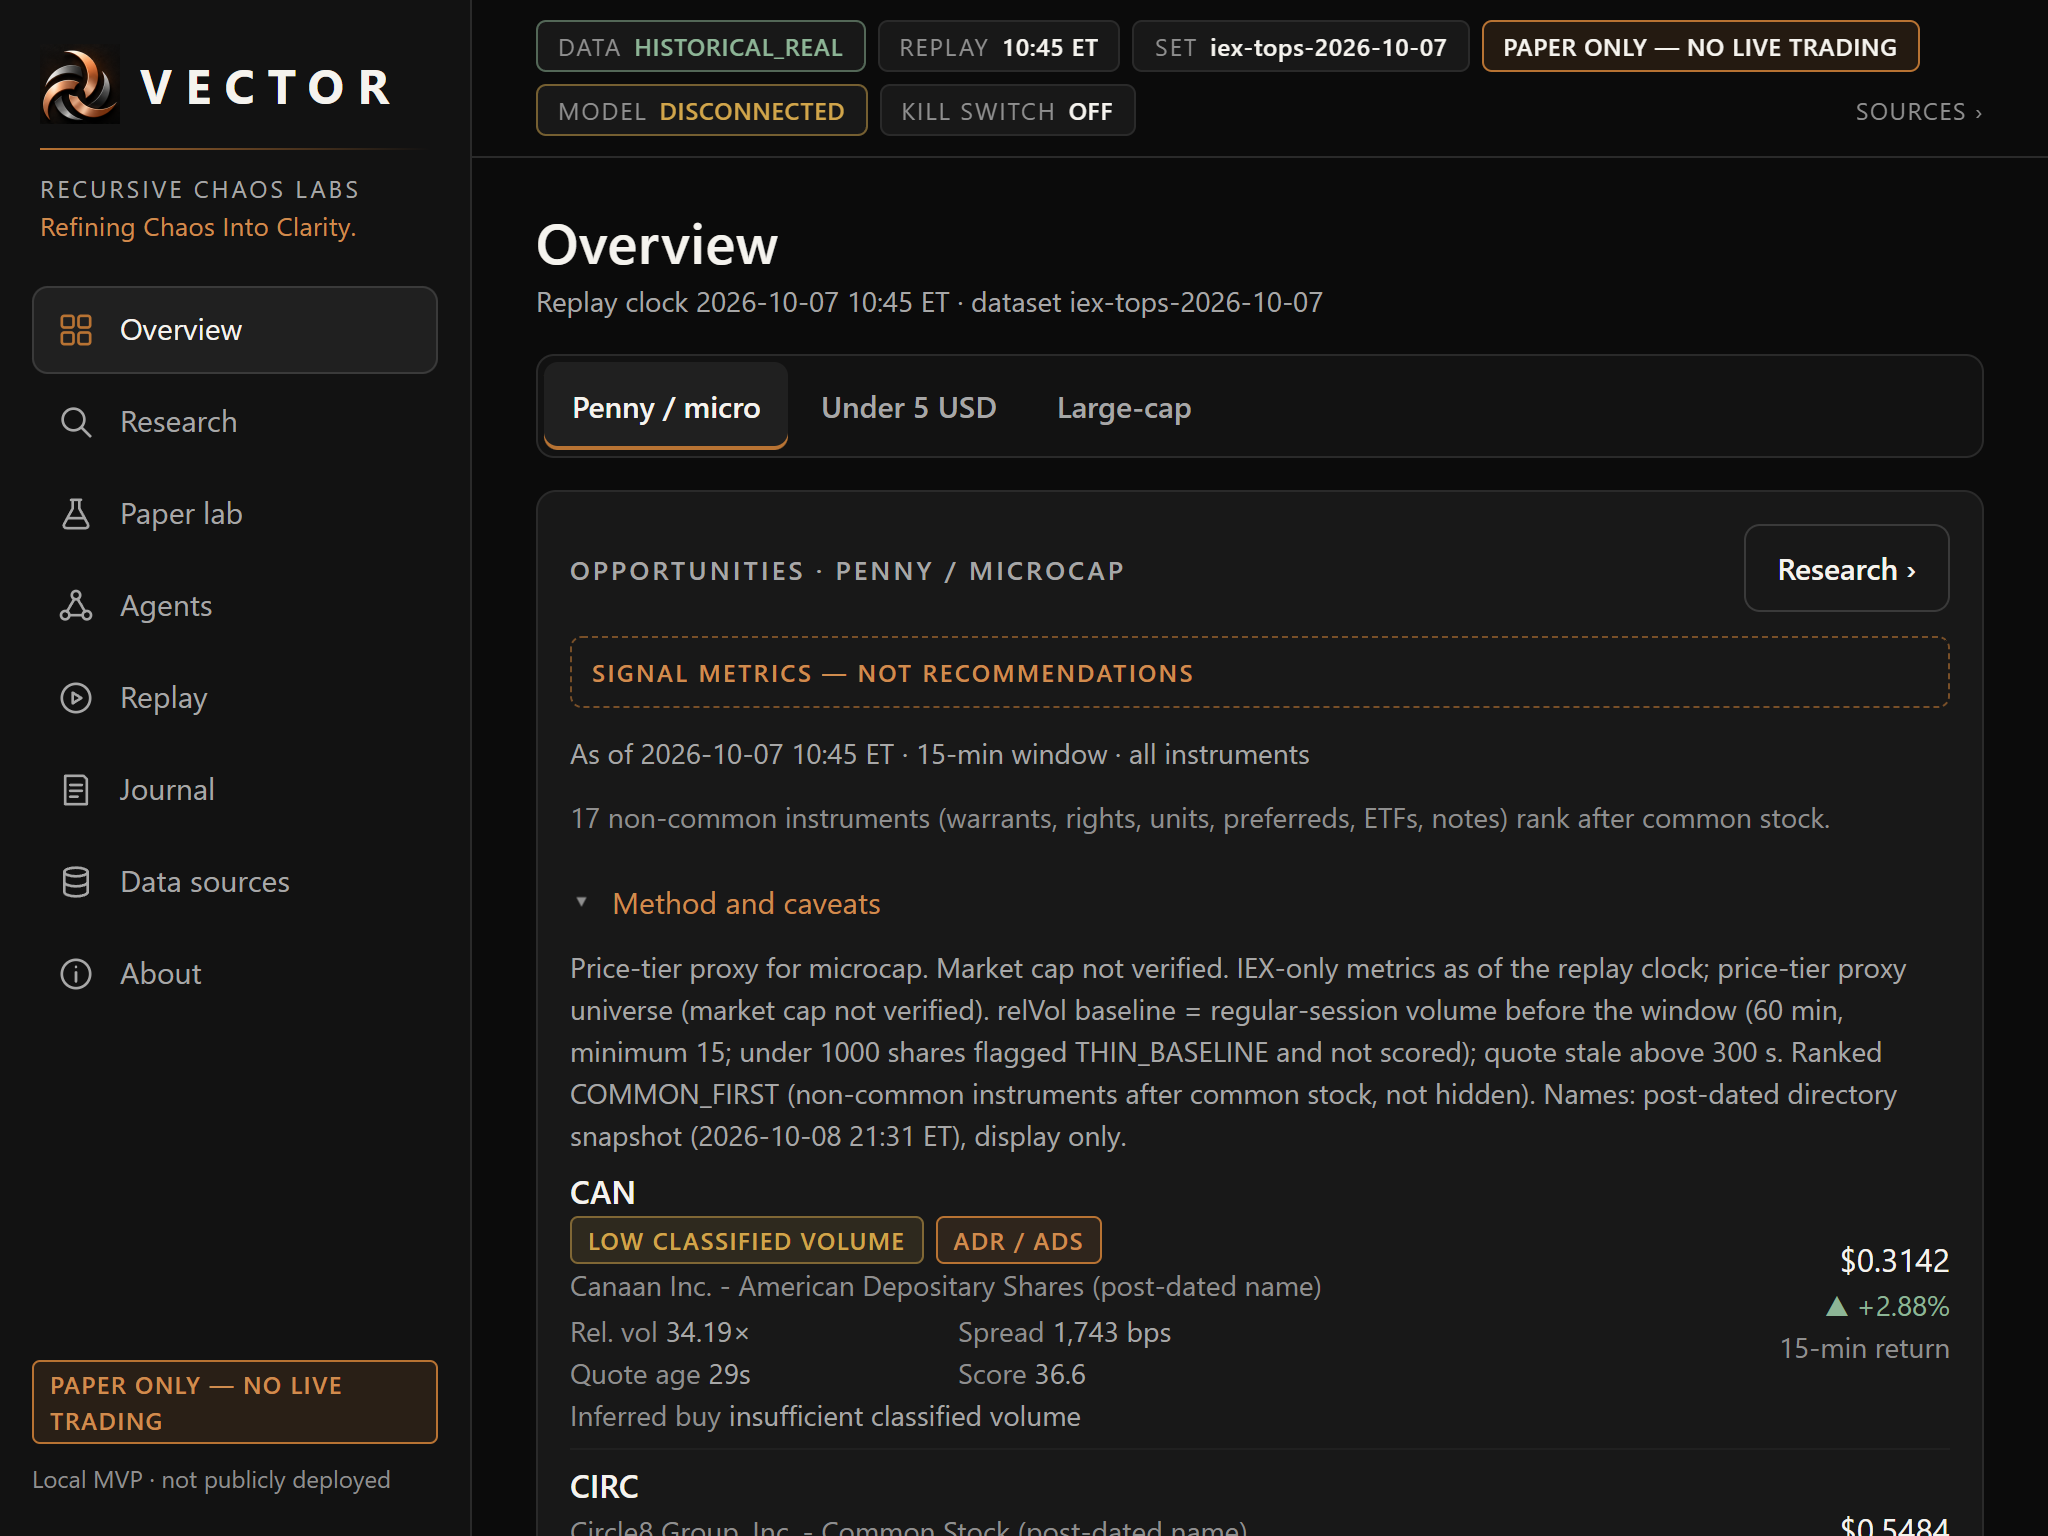 VECTOR
RECURSIVE CHAOS LABS
Refining Chaos Into Clarity.
Overview
Research
Paper lab
Agents
Replay
Journal
Data sources
About
PAPER ONLY — NO LIVE
TRADING
Local MVP · not publicly deployed
DATA HISTORICAL_REAL
REPLAY 10:45 ET
SET iex-tops-2026-10-07
PAPER ONLY — NO LIVE TRADING
MODEL DISCONNECTED
KILL SWITCH OFF
SOURCES ›
Overview
Replay clock 2026-10-07 10:45 ET · dataset iex-tops-2026-10-07
Penny / micro
Under 5 USD
Large-cap
OPPORTUNITIES · PENNY / MICROCAP
Research ›
SIGNAL METRICS — NOT RECOMMENDATIONS
As of 2026-10-07 10:45 ET · 15-min window · all instruments
17 non-common instruments (warrants, rights, units, preferreds, ETFs, notes) rank after common stock.
▼ Method and caveats
Price-tier proxy for microcap. Market cap not verified. IEX-only metrics as of the replay clock; price-tier proxy
universe (market cap not verified). relVol baseline = regular-session volume before the window (60 min,
minimum 15; under 1000 shares flagged THIN_BASELINE and not scored); quote stale above 300 s. Ranked
COMMON_FIRST (non-common instruments after common stock, not hidden). Names: post-dated directory
snapshot (2026-10-08 21:31 ET), display only.
CAN
LOW CLASSIFIED VOLUME
ADR / ADS
Canaan Inc. - American Depositary Shares (post-dated name)
Rel. vol 34.19×
Spread 1,743 bps
Quote age 29s
Score 36.6
Inferred buy insufficient classified volume
$0.3142
▲ +2.88%
15-min return
CIRC
Circle8 Group, Inc. - Common Stock (post-dated name)
$0.5484